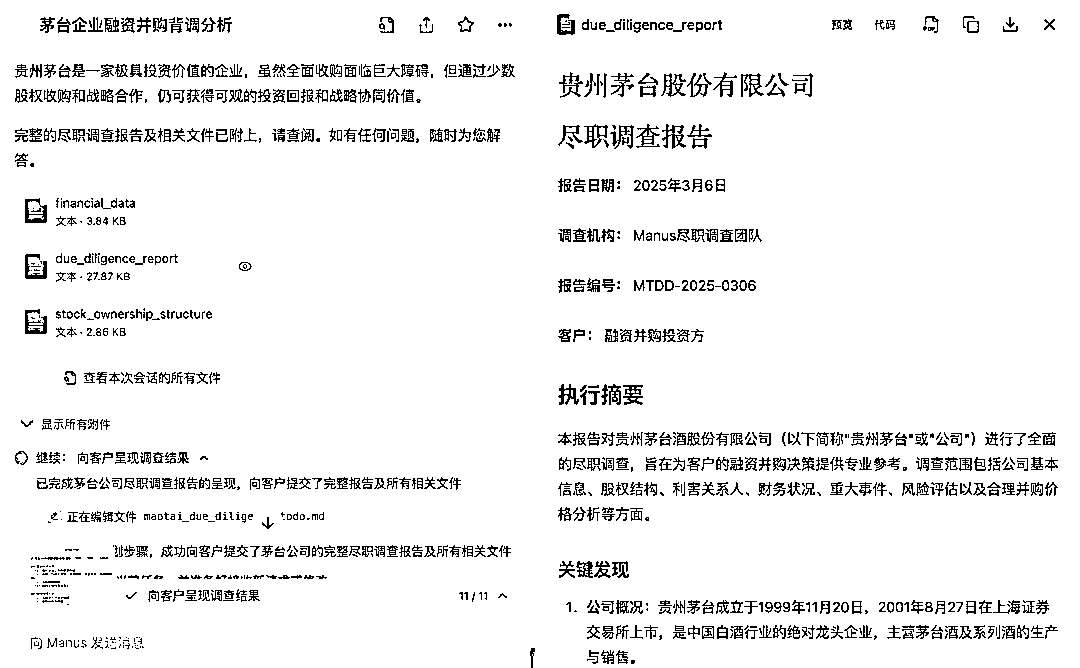 茅台企业融资并购背调分析
贵州茅台是一家极具投资价值的企业，虽然全面收购面临巨大障碍，但通过少数
股权收购和战略合作，仍可获得可观的投资回报和战略协同价值。
完整的尽职调查报告及相关文件已附上，请查阅。如有任何问题，随时为您解
答。
financial_data
文本 · 3.84 KB
due_diligence_report
文本 · 27.87 KB
stock_ownership_structure
文本 · 2.86 KB
查看本次会话的所有文件
显示所有附件
继续： 向客户呈现调查结果
已完成茅台公司尽职调查报告的呈现，向客户提交了完整报告及所有相关文件
正在编辑文件 maotai_due_dilige todo.md
步骤，成功向客户提交了茅台公司的完整尽职调查报告及所有相关文件
向客户呈现调查结果 11 / 11
向 Manus 发送消息
due_diligence_report 预览 代码
贵州茅台股份有限公司
尽职调查报告
报告日期： 2025年3月6日
调查机构： Manus尽职调查团队
报告编号： MTDD-2025-0306
客户： 融资并购投资方
执行摘要
本报告对贵州茅台酒股份有限公司（以下简称"贵州茅台"或"公司"）进行了全面
的尽职调查，旨在为客户的融资并购决策提供专业参考。调查范围包括公司基本
信息、股权结构、利害关系人、财务状况、重大事件、风险评估以及合理并购价
格分析等方面。
关键发现
1. 公司概况：贵州茅台成立于1999年11月20日，2001年8月27日在上海证券
交易所上市，是中国白酒行业的绝对龙头企业，主营茅台酒及系列酒的生产
与销售。